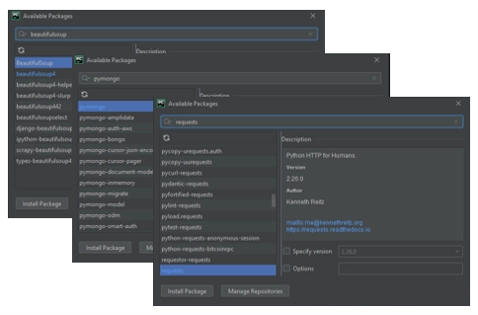 Available Packages
beautifulsoup
Description
BeautifulSoup
beautifulsoup4
beautifulsoup4-helpe
beautifulsoup4-slurp
beautifulsoup442
beautifulsoupselect
django-beautifulsoup
ipython-beautifulsoup
scrapy-beautifulsoup
types-beautifulsoup4
Install Package
Available Packages
pymongo
Description
pymongo
pymongo-amplidata
pymongo-auth-aws
pymongo-bongo
pymongo-cursor-json-enco
pymongo-cursor-pager
pymongo-document-mode
pymongo-inmemory
pymongo-migrate
pymongo-model
pymongo-odm
pymongo-smart-auth
Install Package
Available Packages
requests
Description
pycopy-urequests.auth
pycopy-uurequests
pycurl-requests
pydantic-requests
pyfortified-requests
pylint-requests
pyload.requests
pytest-requests
python-requests-anonymous-session
python-requests-bitcoinrpc
requestor-requests
requests
Python HTTP for Humans.
Version
2.26.0
Author
Kenneth Reitz
mailto:me@kennethreitz.org
https://requests.readthedocs.io
Specify version
2.26.0
Options
Install Package
Manage Repositories